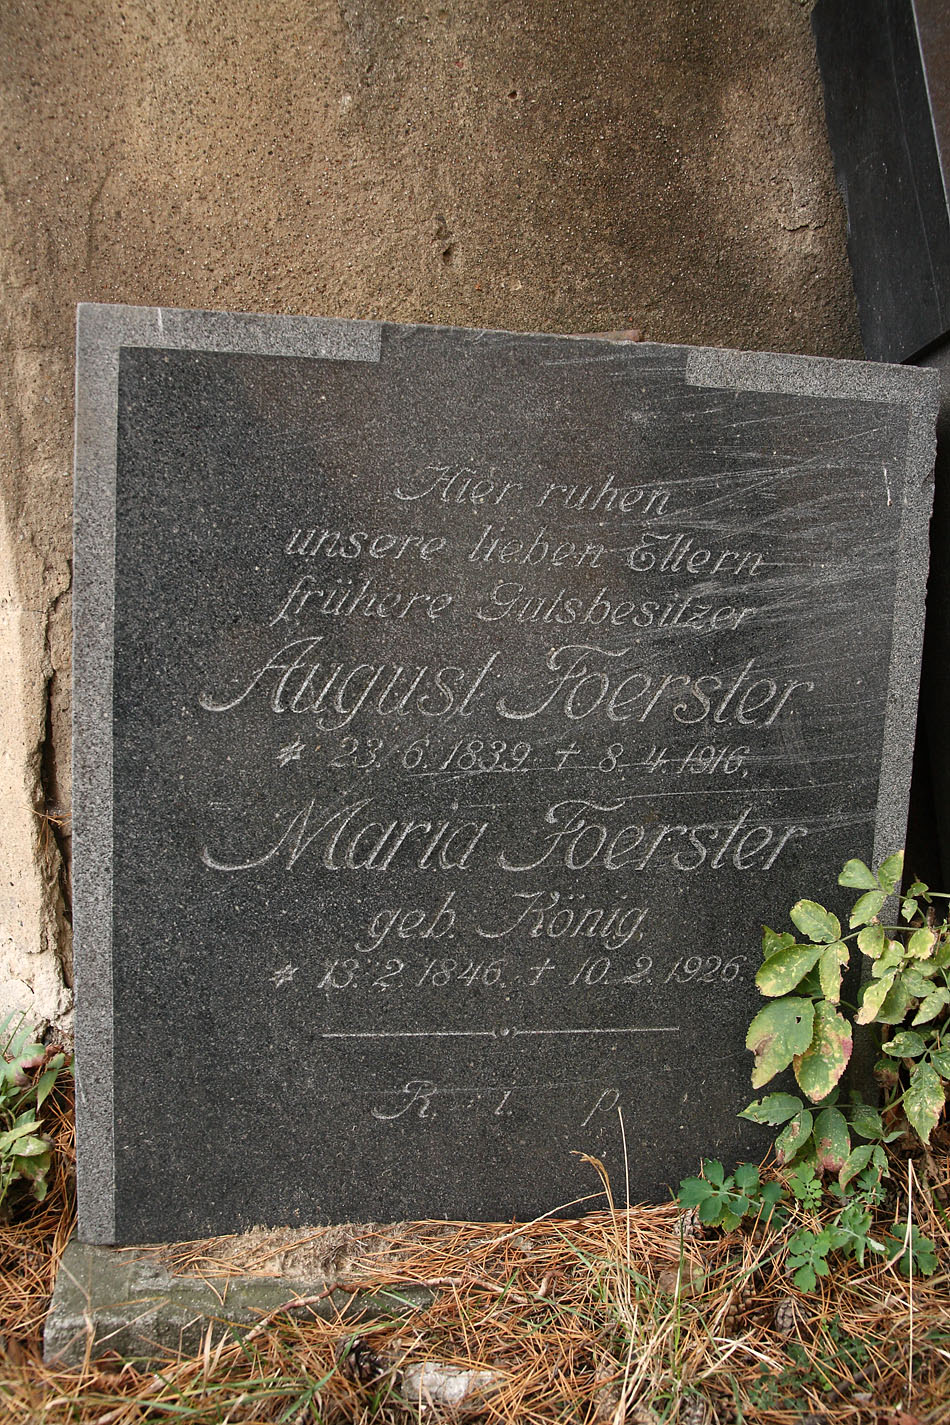 Hier ruhen
unsere lieben Eltern
frühere Gutsbesitzer
August Foerster
* 23. 6. 1839. † 8. 4. 1916.
Maria Foerster
geb. König,
* 13. 2. 1846. † 10. 2. 1926.
R. i. p.